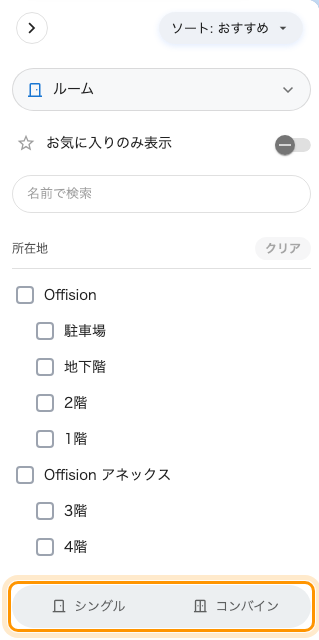 ソート: おすすめ
ルーム
お気に入りのみ表示
名前で検索
所在地 クリア
Offision
駐車場
地下階
2階
1階
Offision アネックス
3階
4階
シングル コンバイン